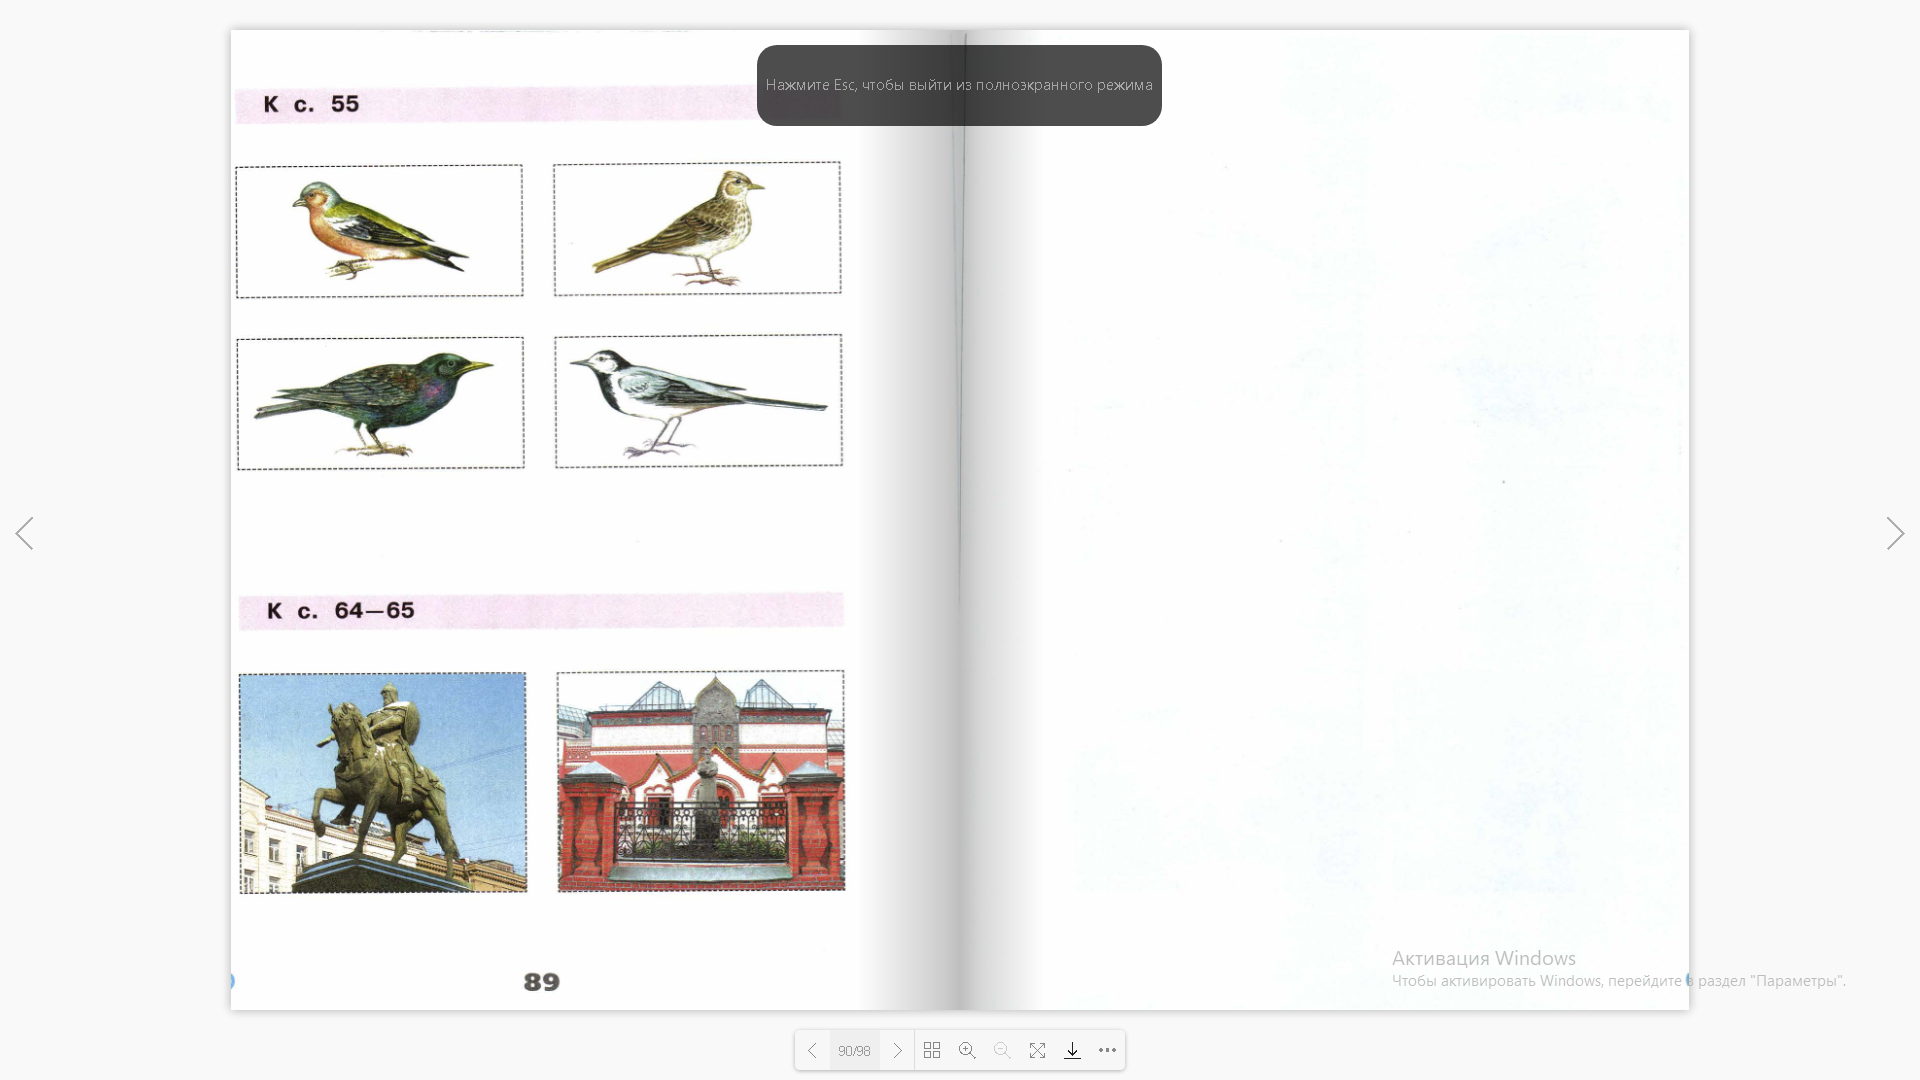 Нажмите Esc, чтобы выйти из полноэкранного режима
К с. 55
К с. 64—65
89
Активация Windows
Чтобы активировать Windows, перейдите в раздел "Параметры".
90/98